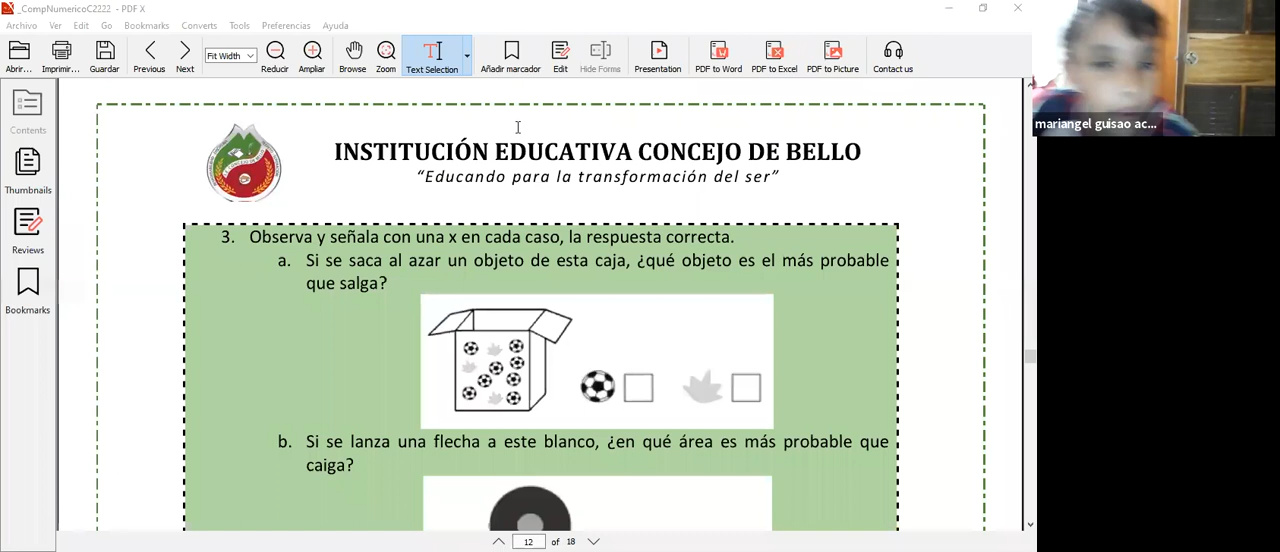 _CompNumericoC2222 - PDF X
Archivo Ver Edit Go Bookmarks Converts Tools Preferencias Ayuda
Abrir... Imprimir... Guardar Previous Next Fit Width Reducir Ampliar Browse Zoom Text Selection Añadir marcador Edit Hide Forms Presentation PDF to Word PDF to Excel PDF to Picture Contact us
Contents
Thumbnails
Reviews
Bookmarks
mariangel guisao ac...
INSTITUCIÓN EDUCATIVA CONCEJO DE BELLO
“Educando para la transformación del ser”
3. Observa y señala con una x en cada caso, la respuesta correcta.
a. Si se saca al azar un objeto de esta caja, ¿qué objeto es el más probable
que salga?
b. Si se lanza una flecha a este blanco, ¿en qué área es más probable que
caiga?
12 of 18